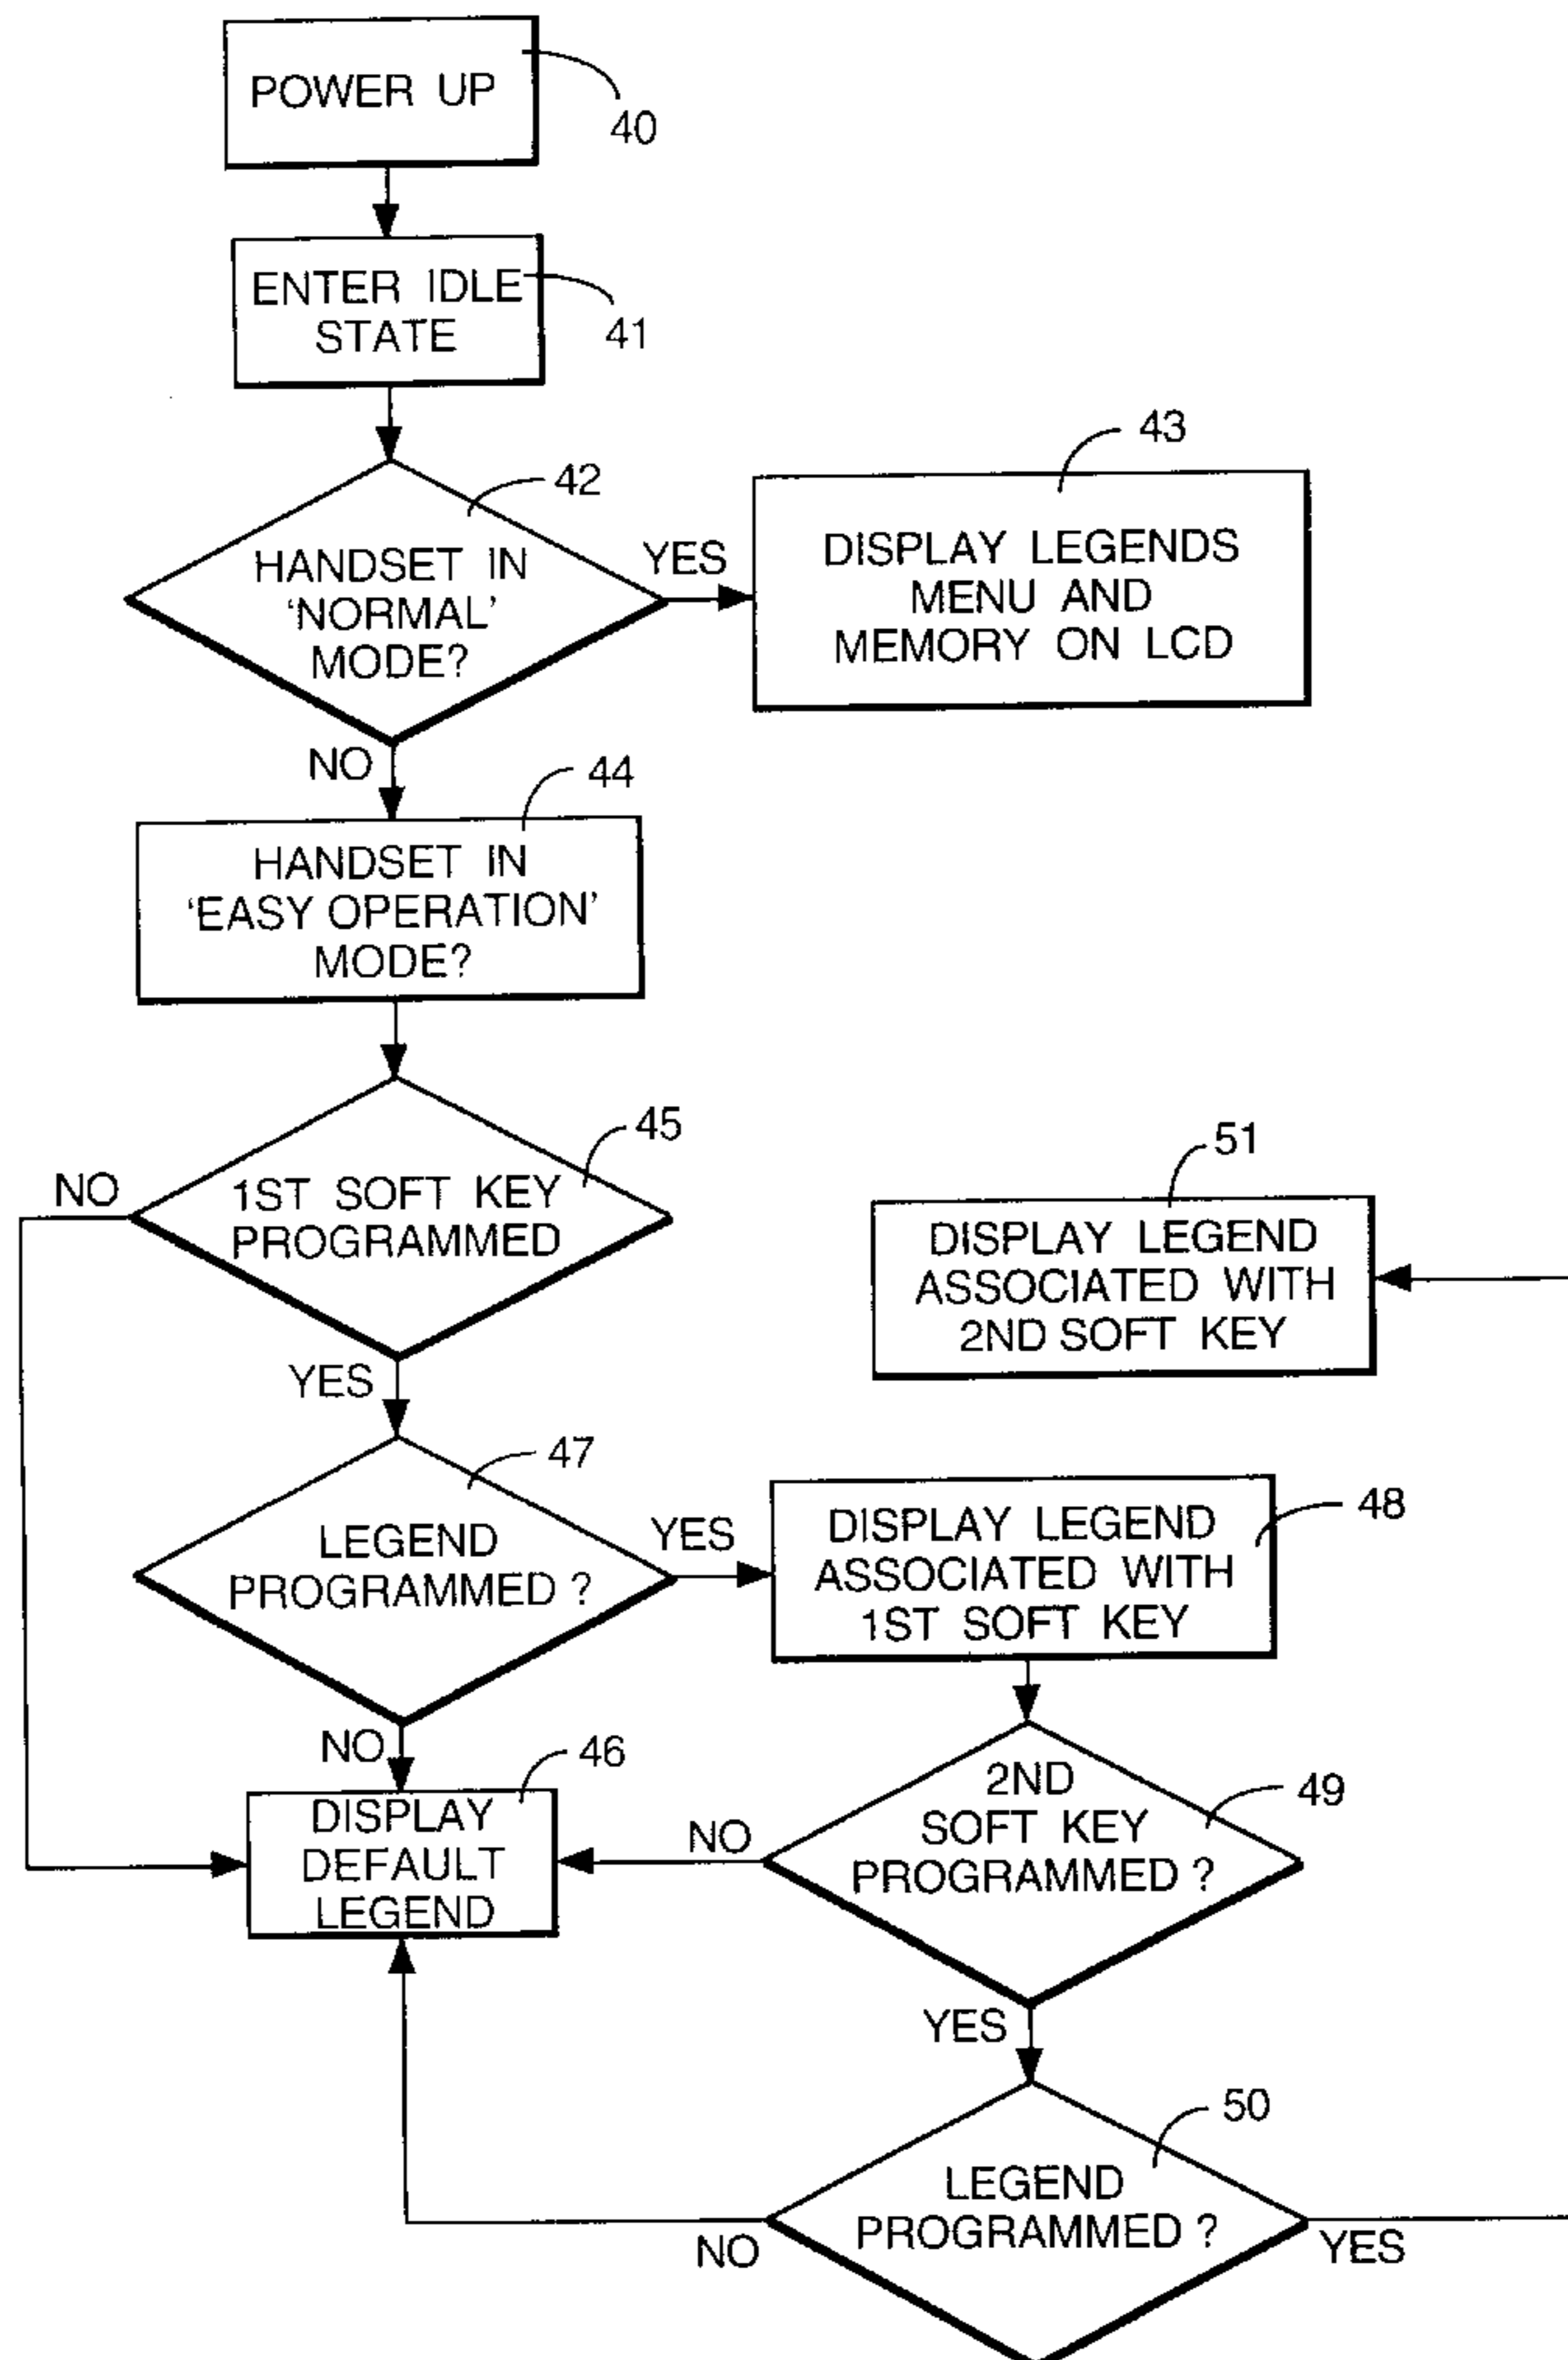 POWER UP
40
ENTER IDLE
STATE
41
42
HANDSET IN
‘NORMAL’
MODE?
YES
43
DISPLAY LEGENDS
MENU AND
MEMORY ON LCD
NO
44
HANDSET IN
‘EASY OPERATION’
MODE?
45
NO
1ST SOFT KEY
PROGRAMMED
YES
51
DISPLAY LEGEND
ASSOCIATED WITH
2ND SOFT KEY
47
LEGEND
PROGRAMMED ?
YES
48
DISPLAY LEGEND
ASSOCIATED WITH
1ST SOFT KEY
NO
46
DISPLAY
DEFAULT
LEGEND
NO
49
2ND
SOFT KEY
PROGRAMMED ?
YES
50
LEGEND
PROGRAMMED ?
NO
YES